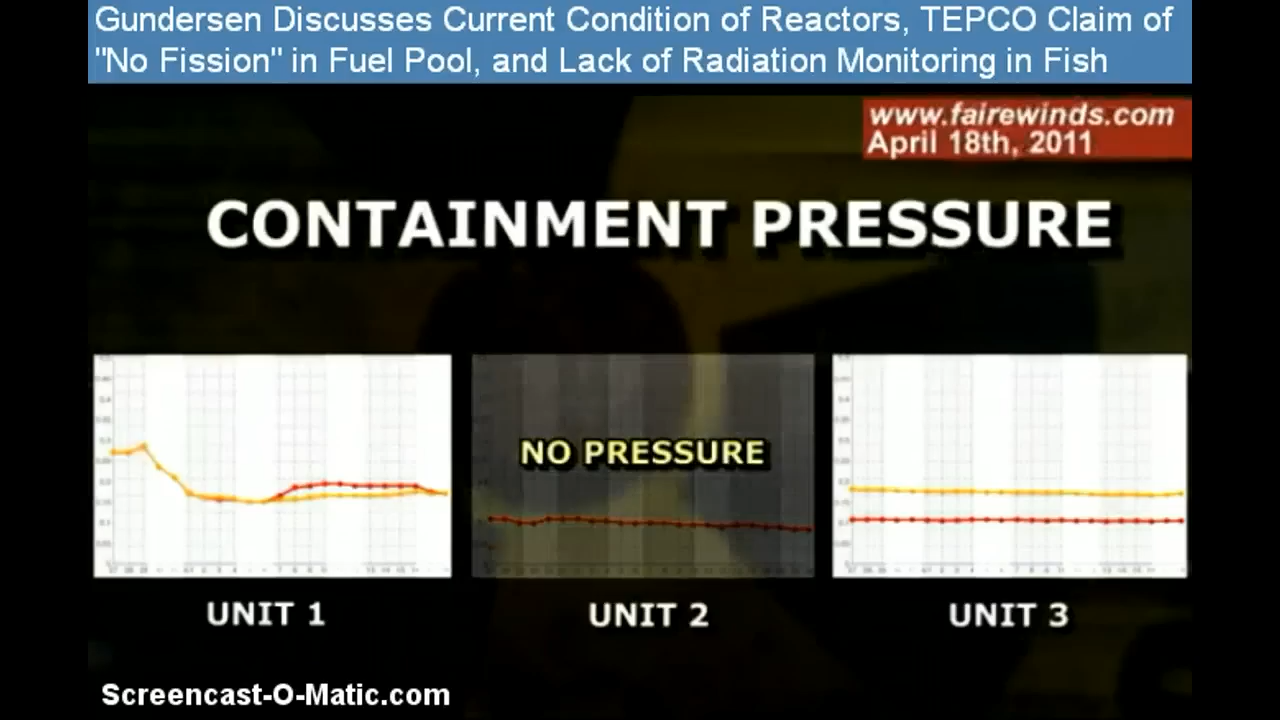 Gundersen Discusses Current Condition of Reactors, TEPCO Claim of
"No Fission" in Fuel Pool, and Lack of Radiation Monitoring in Fish
www.fairewinds.com
April 18th, 2011
CONTAINMENT PRESSURE
NO PRESSURE
UNIT 1
UNIT 2
UNIT 3
Screencast-O-Matic.com